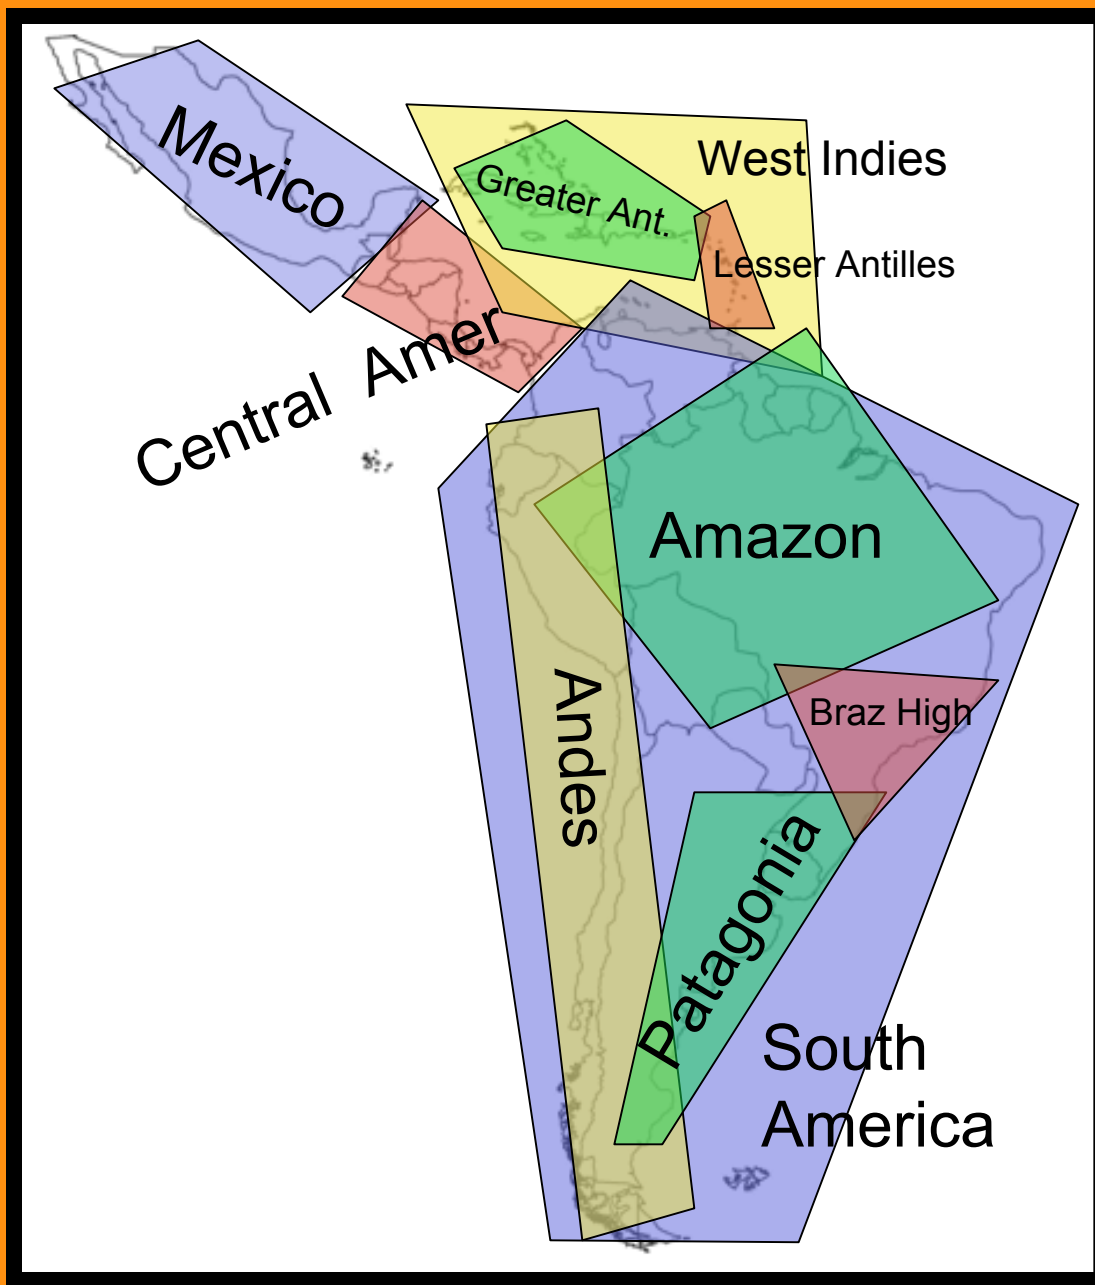 Mexico
West Indies
Greater Ant.
Lesser Antilles
Central Amer
Amazon
Andes
Braz High
Patagonia
South
America